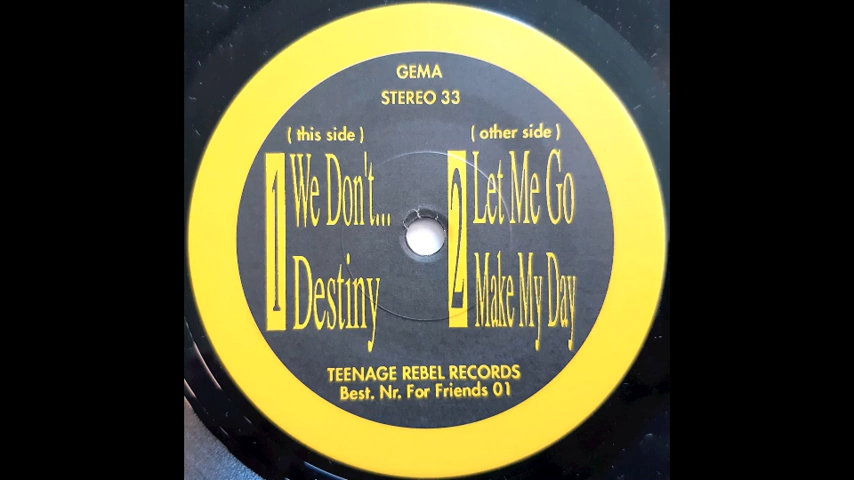 GEMA
STEREO 33
( this side )
1
We Don't...
Destiny
( other side )
2
Let Me Go
Make My Day
TEENAGE REBEL RECORDS
Best. Nr. For Friends 01